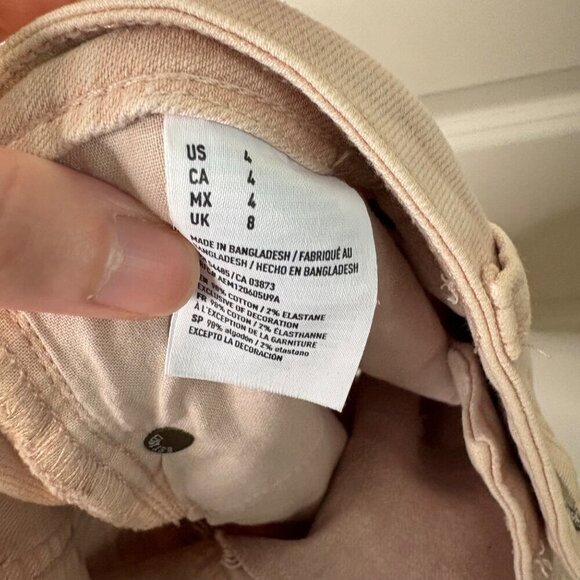 US 4
CA 4
MX 4
UK 8
MADE IN BANGLADESH / FABRIQUÉ AU
BANGLADESH / HECHO EN BANGLADESH
CA 03873
AEM120605U9A
98% COTTON / 2% ELASTANE
EXCLUSIVE OF DECORATION
FR 98% COTON / 2% ÉLASTHANNE
À L'EXCEPTION DE LA GARNITURE
SP 98% algodón / 2% elastano
EXCEPTO LA DECORACIÓN